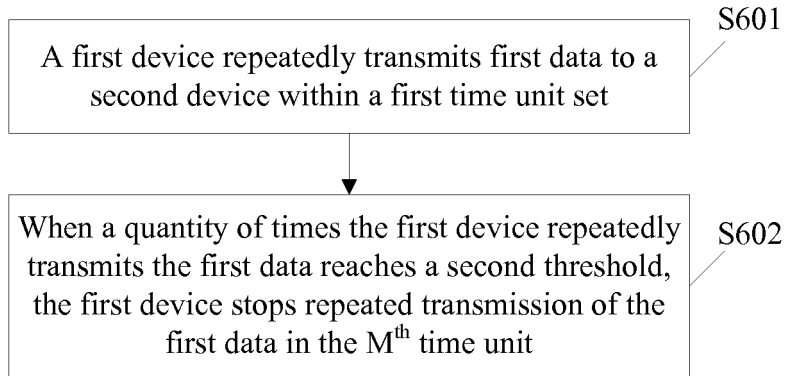 S601
A first device repeatedly transmits first data to a
second device within a first time unit set
S602
When a quantity of times the first device repeatedly
transmits the first data reaches a second threshold,
the first device stops repeated transmission of the
first data in the Mth time unit